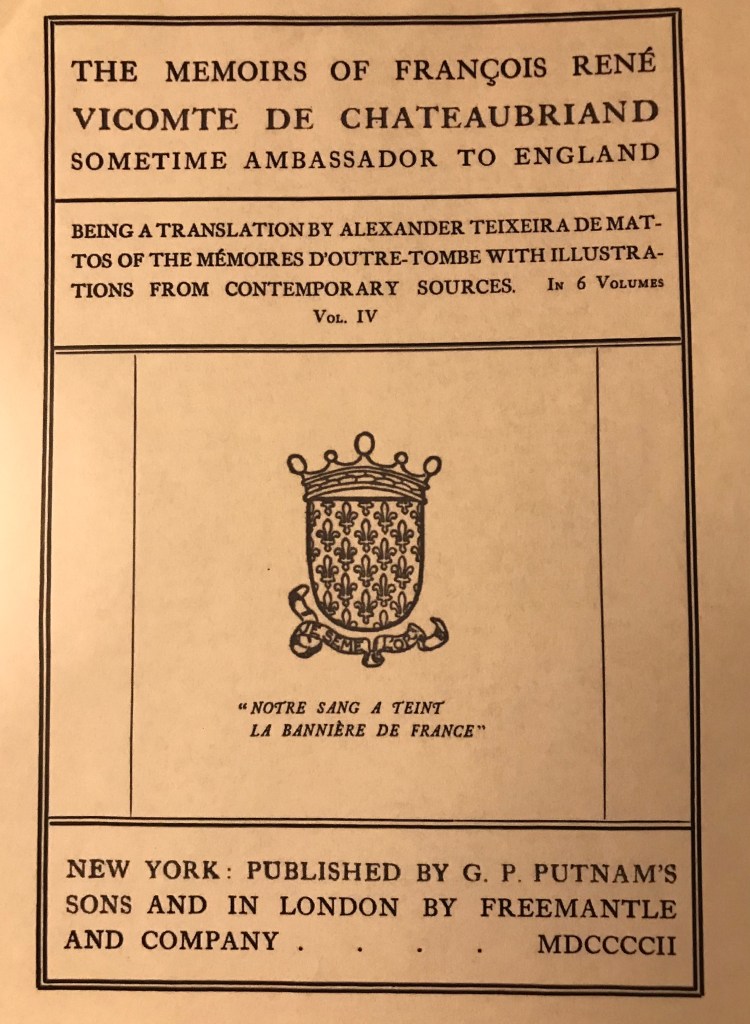 THE MEMOIRS OF FRANÇOIS RENÉ
VICOMTE DE CHATEAUBRIAND
SOMETIME AMBASSADOR TO ENGLAND
BEING A TRANSLATION BY ALEXANDER TEIXEIRA DE MAT-
TOS OF THE MÉMOIRES D'OUTRE-TOMBE WITH ILLUSTRA-
TIONS FROM CONTEMPORARY SOURCES. IN 6 VOLUMES
VOL. IV
JE SEME L'OR
"NOTRE SANG A TEINT
LA BANNIÈRE DE FRANCE"
NEW YORK: PUBLISHED BY G. P. PUTNAM'S
SONS AND IN LONDON BY FREEMANTLE
AND COMPANY . . . . MDCCCCII